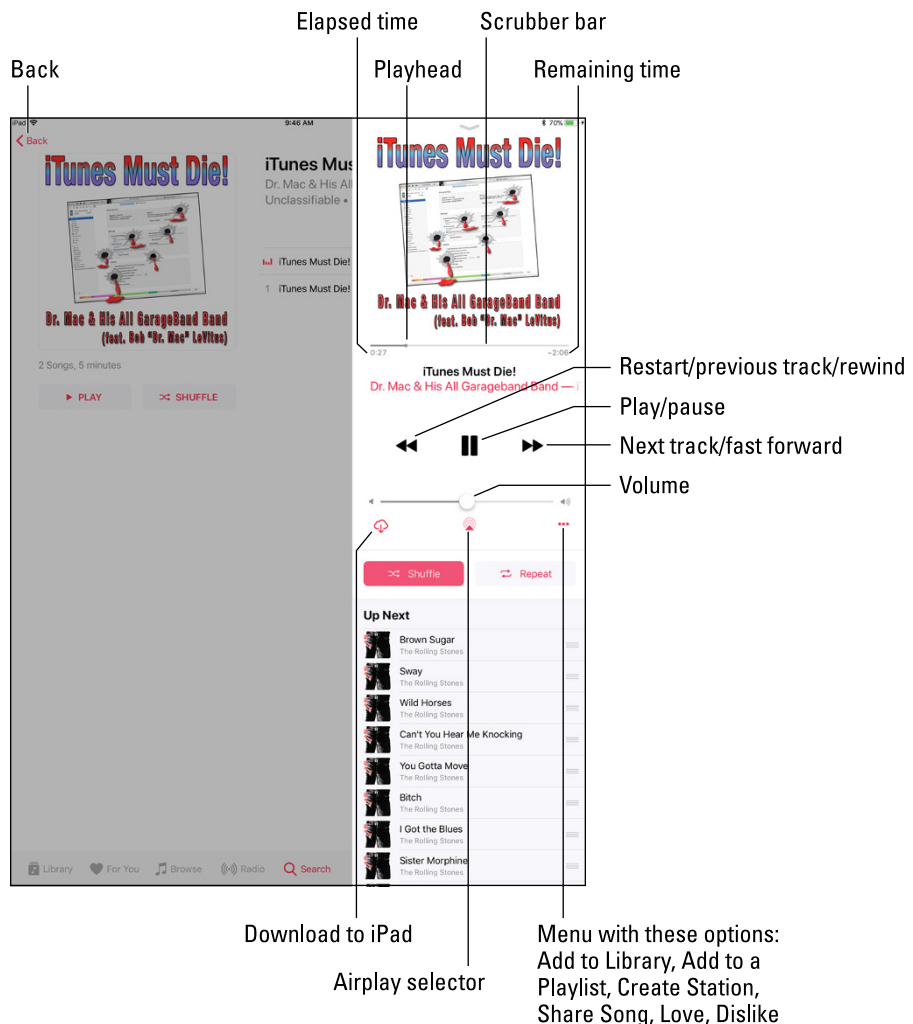 Elapsed time
Scrubber bar
Back
Playhead
Remaining time
iPad
9:46 AM
70%
Back
iTunes Must Die!
Dr. Mac & His All GarageBand Band
(feat. Bob "Dr. Mac" LeVitus)
2 Songs, 5 minutes
PLAY
SHUFFLE
iTunes Mus
Dr. Mac & His All
Unclassifiable •
iTunes Must Die!
1 iTunes Must Die!
iTunes Must Die!
Dr. Mac & His All GarageBand Band
(feat. Bob "Dr. Mac" LeVitus)
0:27
-2:06
iTunes Must Die!
Dr. Mac & His All Garageband Band — i
Restart/previous track/rewind
Play/pause
Next track/fast forward
Volume
Shuffle
Repeat
Up Next
Brown Sugar
The Rolling Stones
Sway
The Rolling Stones
Wild Horses
The Rolling Stones
Can't You Hear Me Knocking
The Rolling Stones
You Gotta Move
The Rolling Stones
Bitch
The Rolling Stones
I Got the Blues
The Rolling Stones
Sister Morphine
The Rolling Stones
Library
For You
Browse
Radio
Search
Download to iPad
Airplay selector
Menu with these options:
Add to Library, Add to a
Playlist, Create Station,
Share Song, Love, Dislike